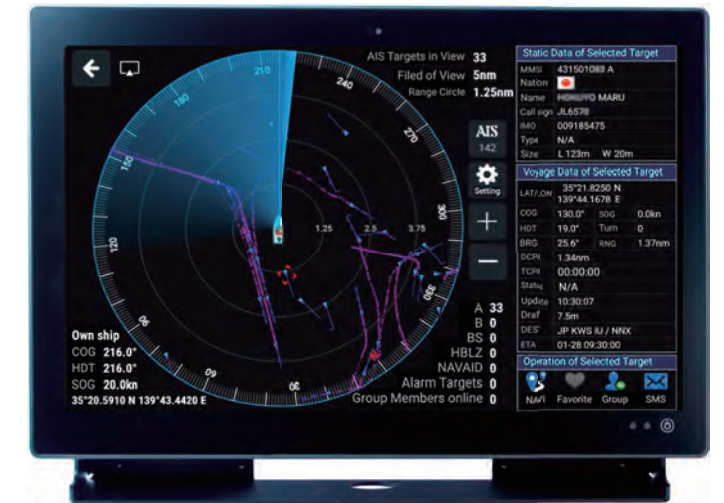 AIS Targets in View 33
Filed of View 5nm
Range Circle 1.25nm
AIS
142
Setting
+
−
180
210
240
270
300
330
30
60
90
120
150
1.25
2.5
3.75
Own ship
COG 216.0°
HDT 216.0°
SOG 20.0kn
35°20.5910 N 139°43.4420 E
A 33
B 0
BS 0
HBLZ 0
NAVAID 0
Alarm Targets 0
Group Members online 0
Static Data of Selected Target
MMSI 431501088 A
Nation
Name MARU
Call sign JL6578
IMO 009185475
Type N/A
Size L 123m W 20m
Voyage Data of Selected Target
LAT/LON 35°21.8250 N
139°44.1678 E
COG 130.0° SOG 0.0kn
HDT 19.0° Turn 0
BRG 25.6° RNG 1.37nm
DCPA 1.34nm
TCPA 00:00:00
Status N/A
Update 10:30:07
Draf 7.5m
DEST JP KWS IU / NNX
ETA 01-28 09:30:00
Operation of Selected Target
NAVI Favorite Group SMS